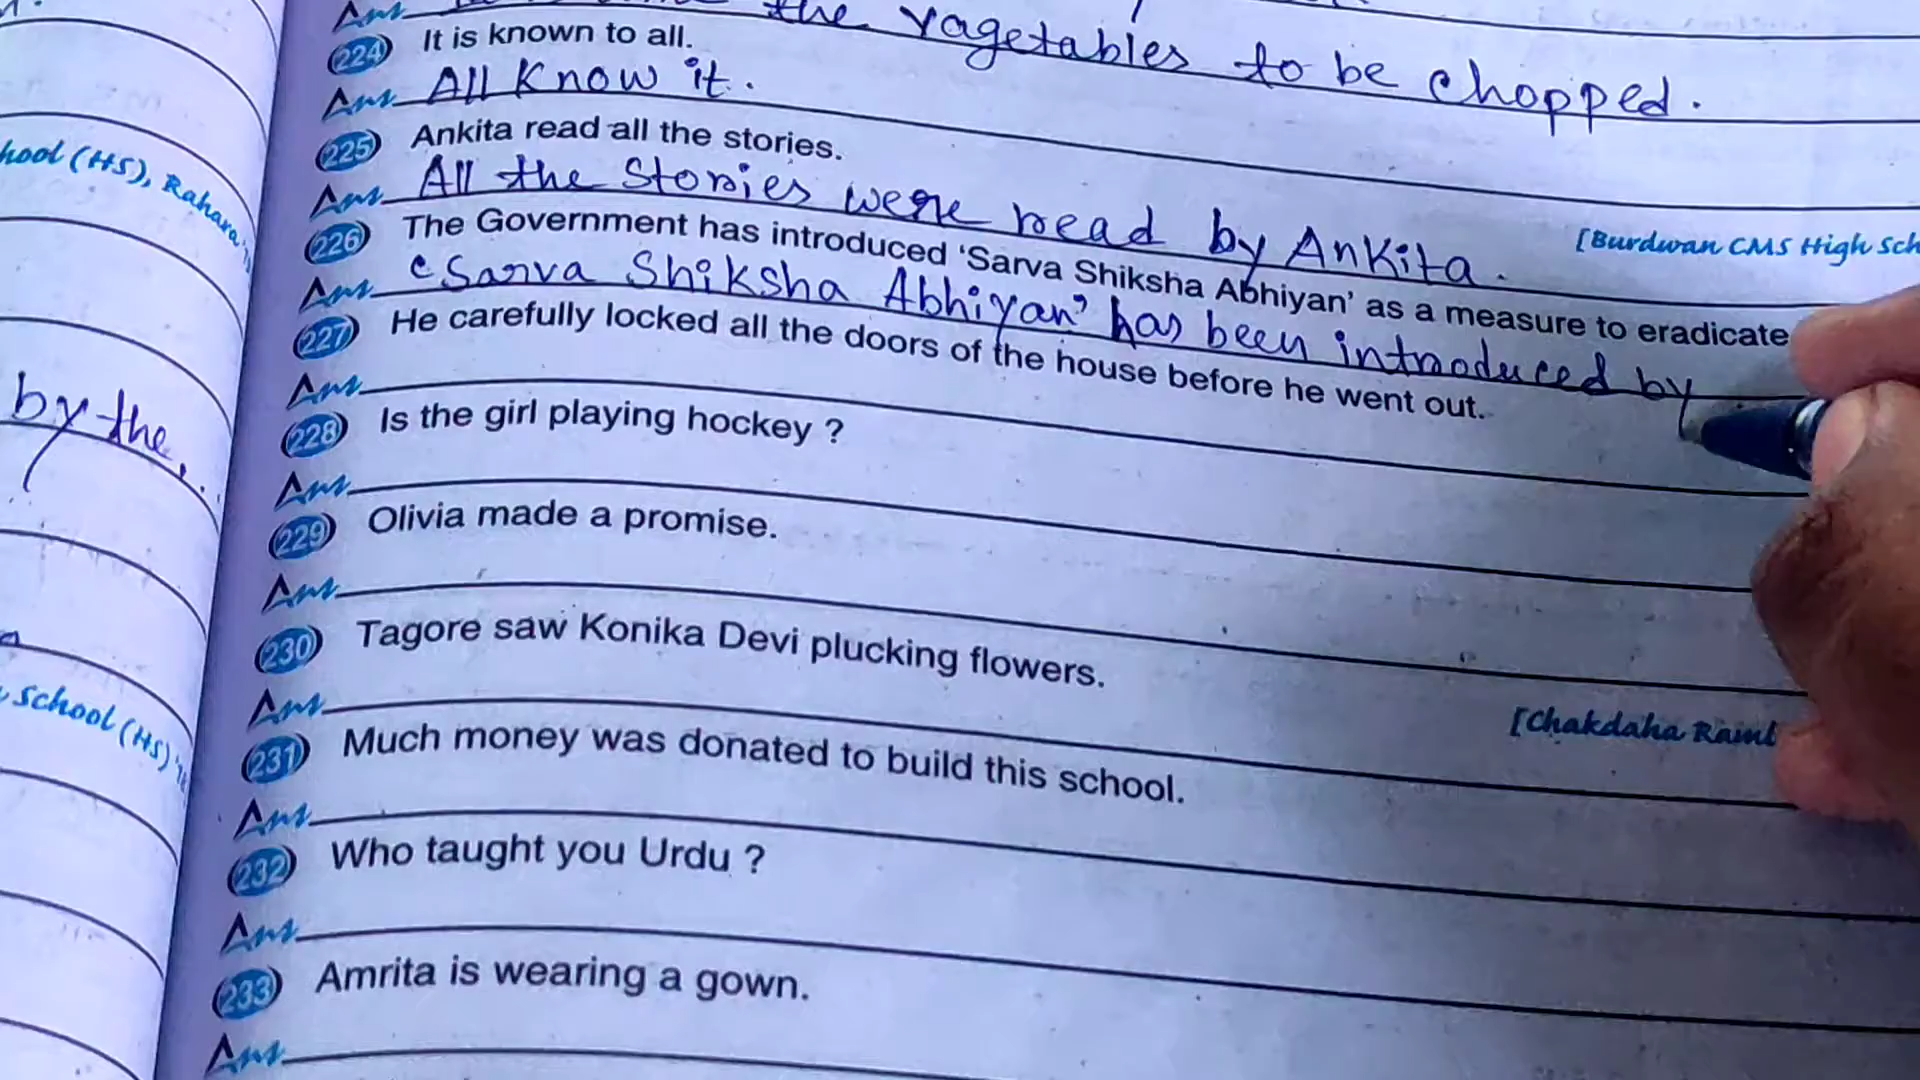 Ans the vagetables to be chopped.
224 It is known to all.
Ans All Know it.
225 Ankita read all the stories.
Ans All the Stories were read by Ankita.
[Burdwan CMS High Sch
226 The Government has introduced ‘Sarva Shiksha Abhiyan’ as a measure to eradicate
Ans ‘Sarva Shiksha Abhiyan’ has been introduced by
227 He carefully locked all the doors of the house before he went out.
Ans
228 Is the girl playing hockey ?
Ans
229 Olivia made a promise.
Ans
230 Tagore saw Konika Devi plucking flowers.
Ans
[Chakdaha Raml
231 Much money was donated to build this school.
Ans
232 Who taught you Urdu ?
Ans
233 Amrita is wearing a gown.
Ans
hool (HS), Rahara
by the
School (HS)